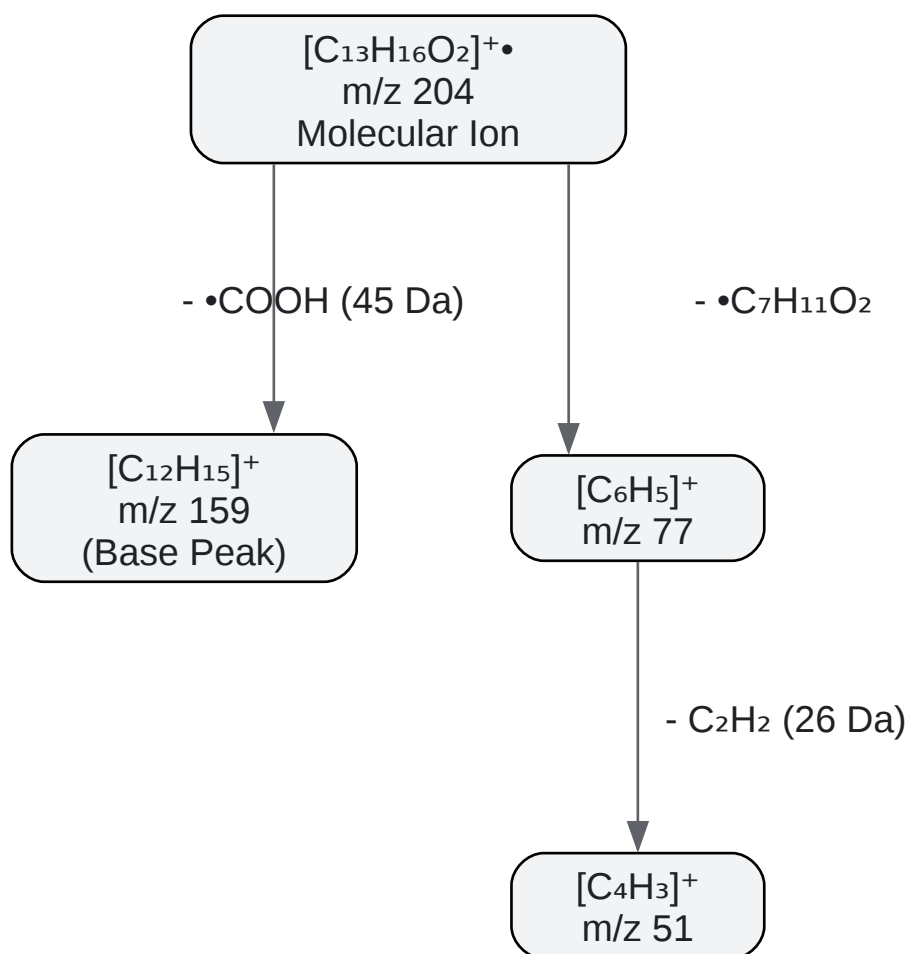 [C₁₃H₁₆O₂]⁺•
m/z 204
Molecular Ion
- •COOH (45 Da)
- •C₇H₁₁O₂
[C₁₂H₁₅]⁺
m/z 159
(Base Peak)
[C₆H₅]⁺
m/z 77
- C₂H₂ (26 Da)
[C₄H₃]⁺
m/z 51